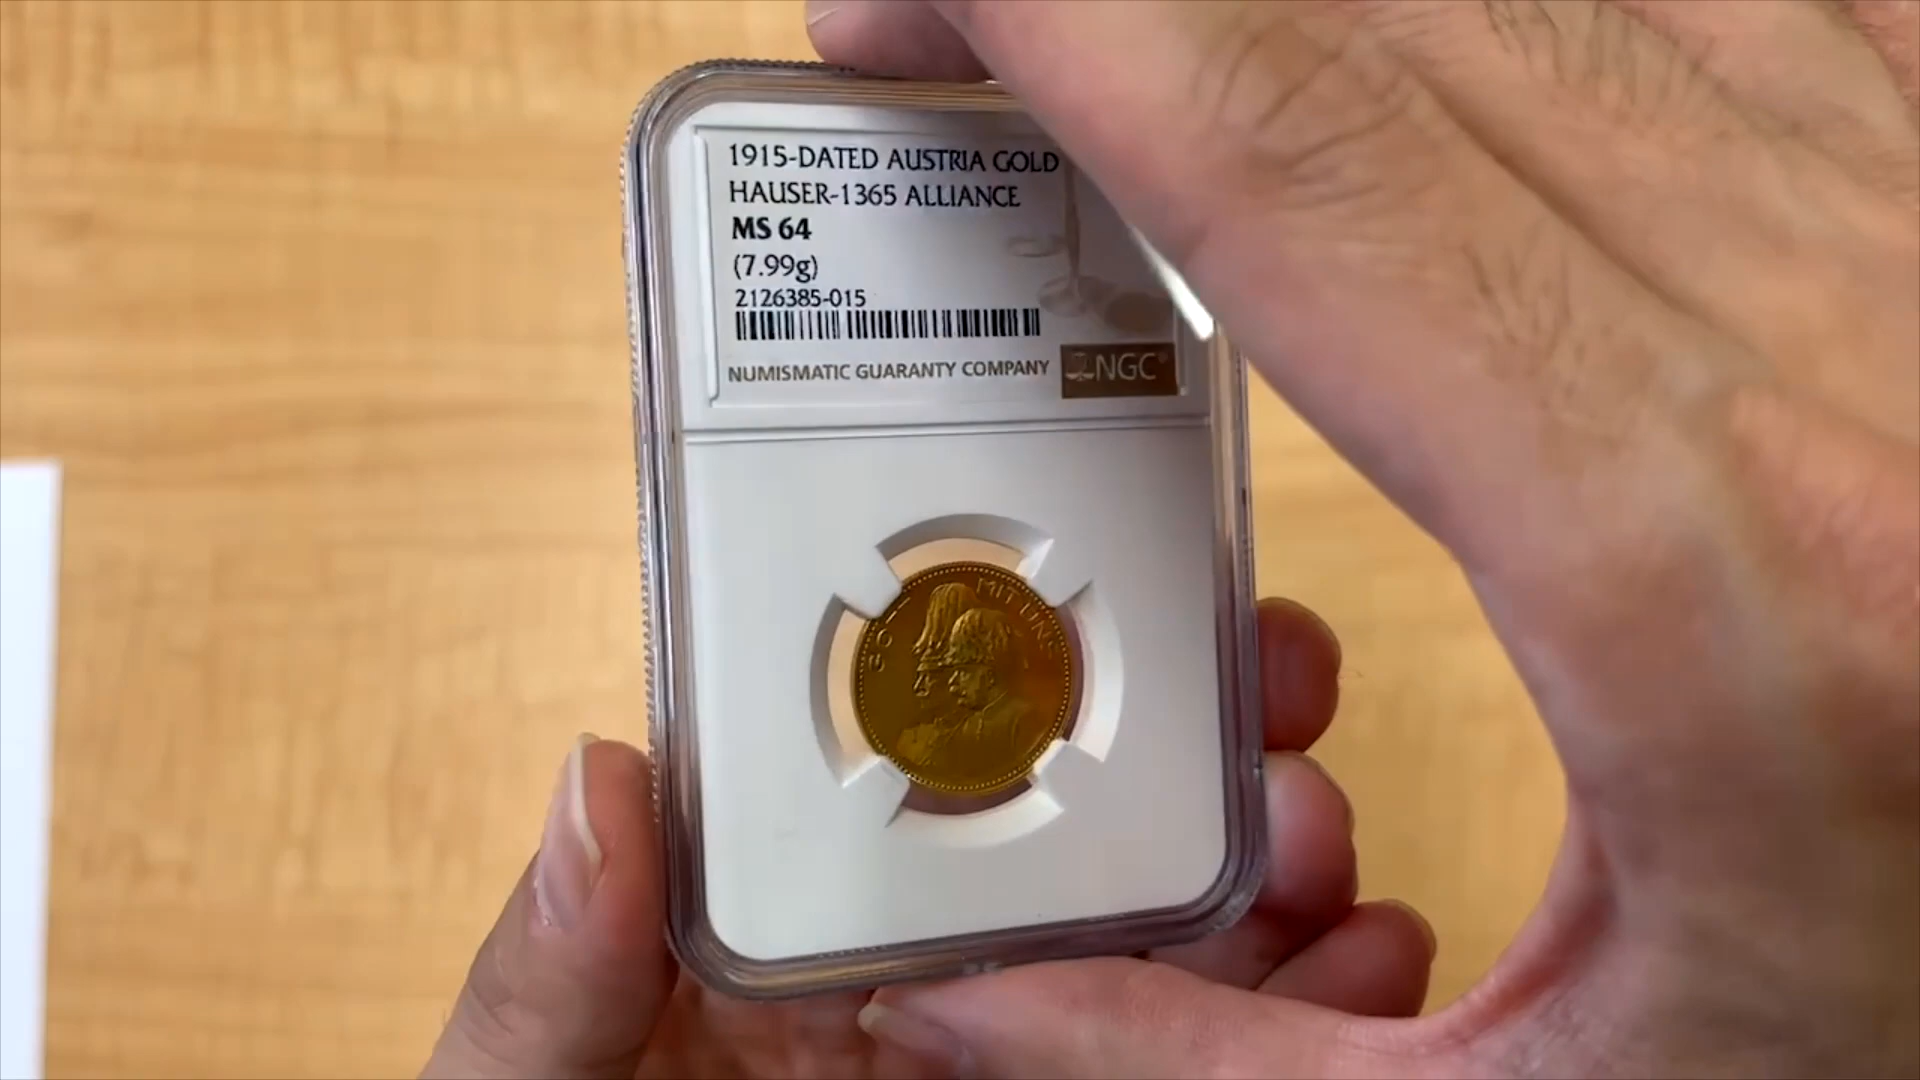 1915-DATED AUSTRIA GOLD
HAUSER-1365 ALLIANCE
MS 64
(7.99g)
2126385-015
NUMISMATIC GUARANTY COMPANY
NGC®
MIT UNS